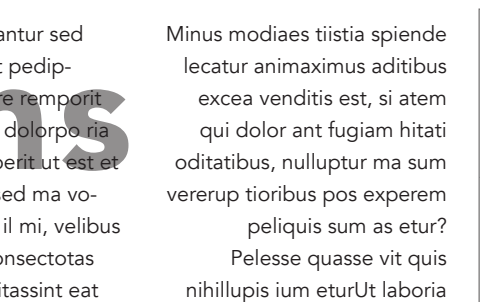 antur sed
pedip-
re remporit
dolorpo ria
perit ut est et
sed ma vo-
il mi, velibus
onsectotas
itassint eat
ns
Minus modiaes tiistia spiende
lecatur animaximus aditibus
excea venditis est, si atem
qui dolor ant fugiam hitati
oditatibus, nulluptur ma sum
vererup tioribus pos experem
peliquis sum as etur?
Pelesse quasse vit quis
nihillupis ium eturUt laboria